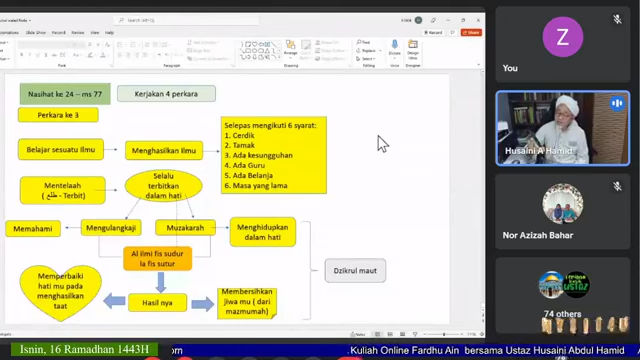 Nasihat ke 24 – ms 77
Kerjakan 4 perkara
Perkara ke 3
Belajar sesuatu Ilmu
Menghasilkan Ilmu
Selepas mengikuti 6 syarat:
1. Cerdik
2. Tamak
3. Ada kesungguhan
4. Ada Guru
5. Ada Belanja
6. Masa yang lama
Mentelaah
( طلع - Terbit)
Selalu
terbitkan
dalam hati
Memahami
Mengulangkaji
Muzakarah
Menghidupkan
dalam hati
Al ilmi fis sudur
la fis sutur
Dzikrul maut
Memperbaiki
hati mu pada
menghasilkan
taat
Hasil nya
Membersihkan
jiwa mu ( dari
mazmumah)
Z
You
Husaini A Hamid
Nor Azizah Bahar
74 others
Isnin, 16 Ramadhan 1443H
Kuliah Online Fardhu Ain bersama Ustaz Husaini Abdul Hamid